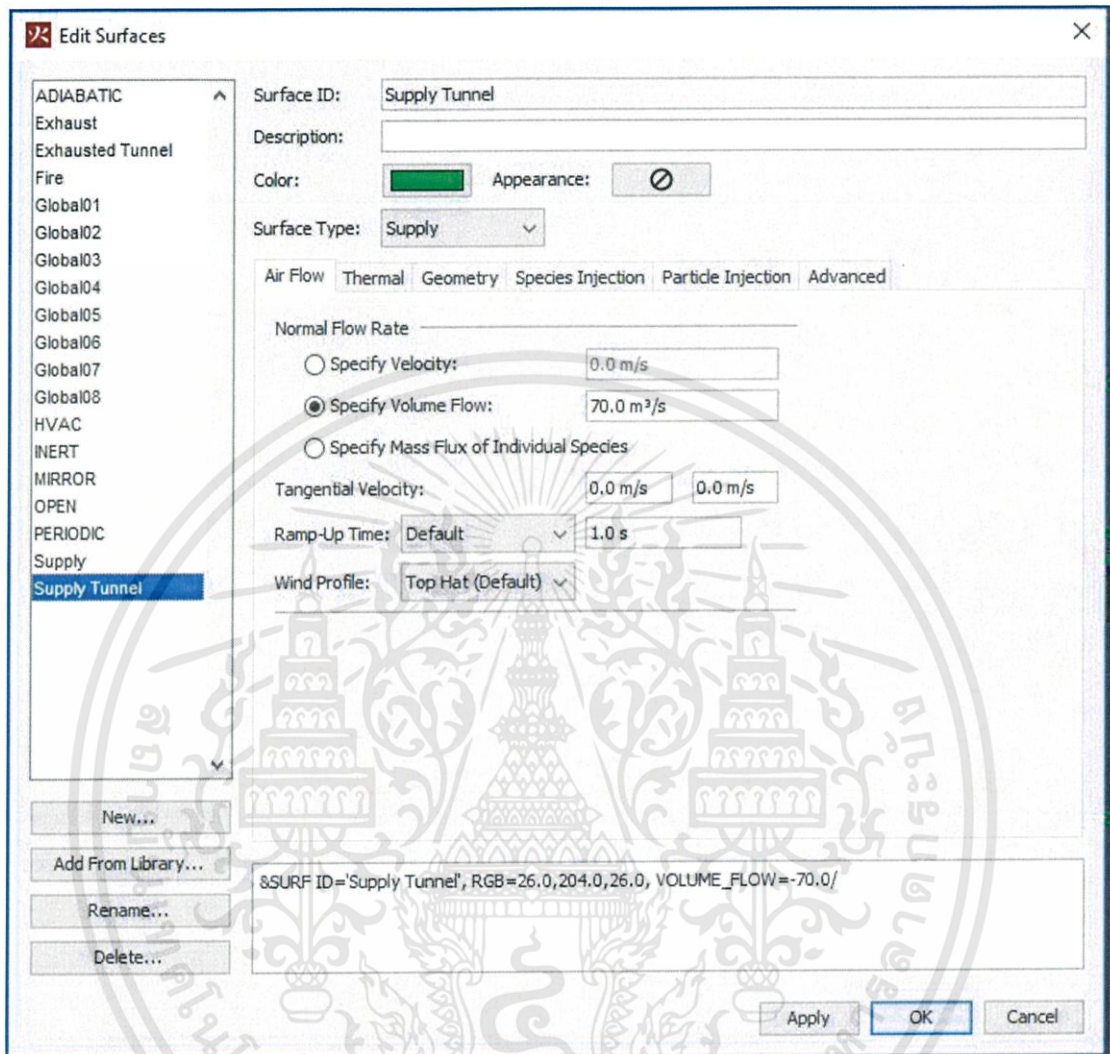 Edit Surfaces
ADIABATIC
Exhaust
Exhausted Tunnel
Fire
Global01
Global02
Global03
Global04
Global05
Global06
Global07
Global08
HVAC
INERT
MIRROR
OPEN
PERIODIC
Supply
Supply Tunnel
New...
Add From Library...
Rename...
Delete...
Surface ID: Supply Tunnel
Description:
Color: Appearance:
Surface Type: Supply
Air Flow Thermal Geometry Species Injection Particle Injection Advanced
Normal Flow Rate
Specify Velocity: 0.0 m/s
Specify Volume Flow: 70.0 m³/s
Specify Mass Flux of Individual Species
Tangential Velocity: 0.0 m/s 0.0 m/s
Ramp-Up Time: Default 1.0 s
Wind Profile: Top Hat (Default)
&SURF ID='Supply Tunnel', RGB=26.0,204.0,26.0, VOLUME_FLOW=-70.0/
Apply OK Cancel